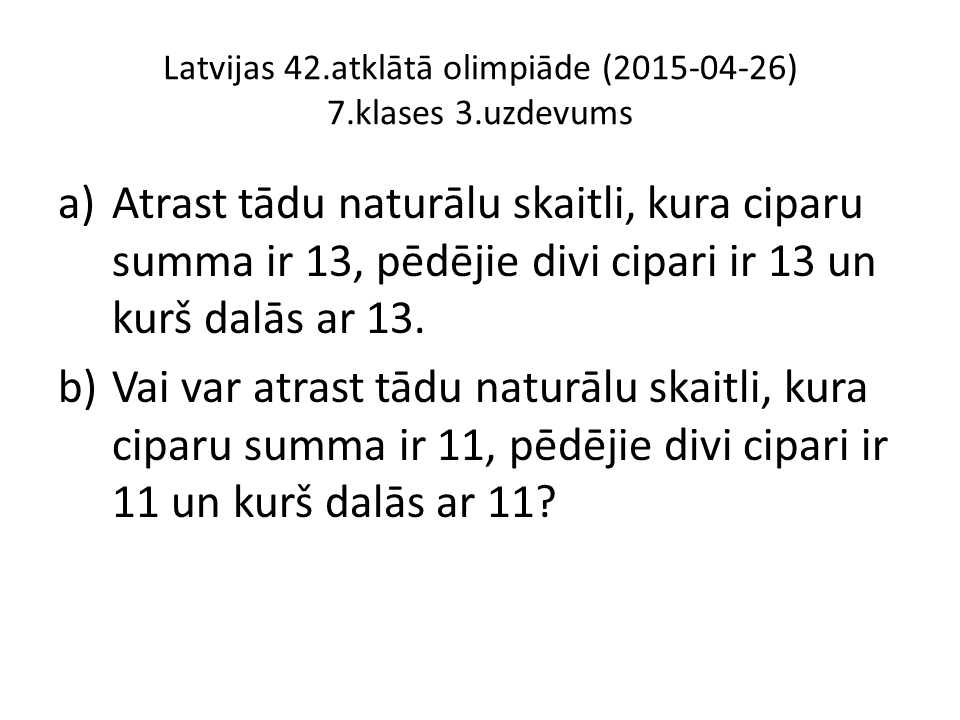 Latvijas 42.atklātā olimpiāde (2015-04-26)
7.klases 3.uzdevums
a) Atrast tādu naturālu skaitli, kura ciparu
summa ir 13, pēdējie divi cipari ir 13 un
kurš dalās ar 13.
b) Vai var atrast tādu naturālu skaitli, kura
ciparu summa ir 11, pēdējie divi cipari ir
11 un kurš dalās ar 11?